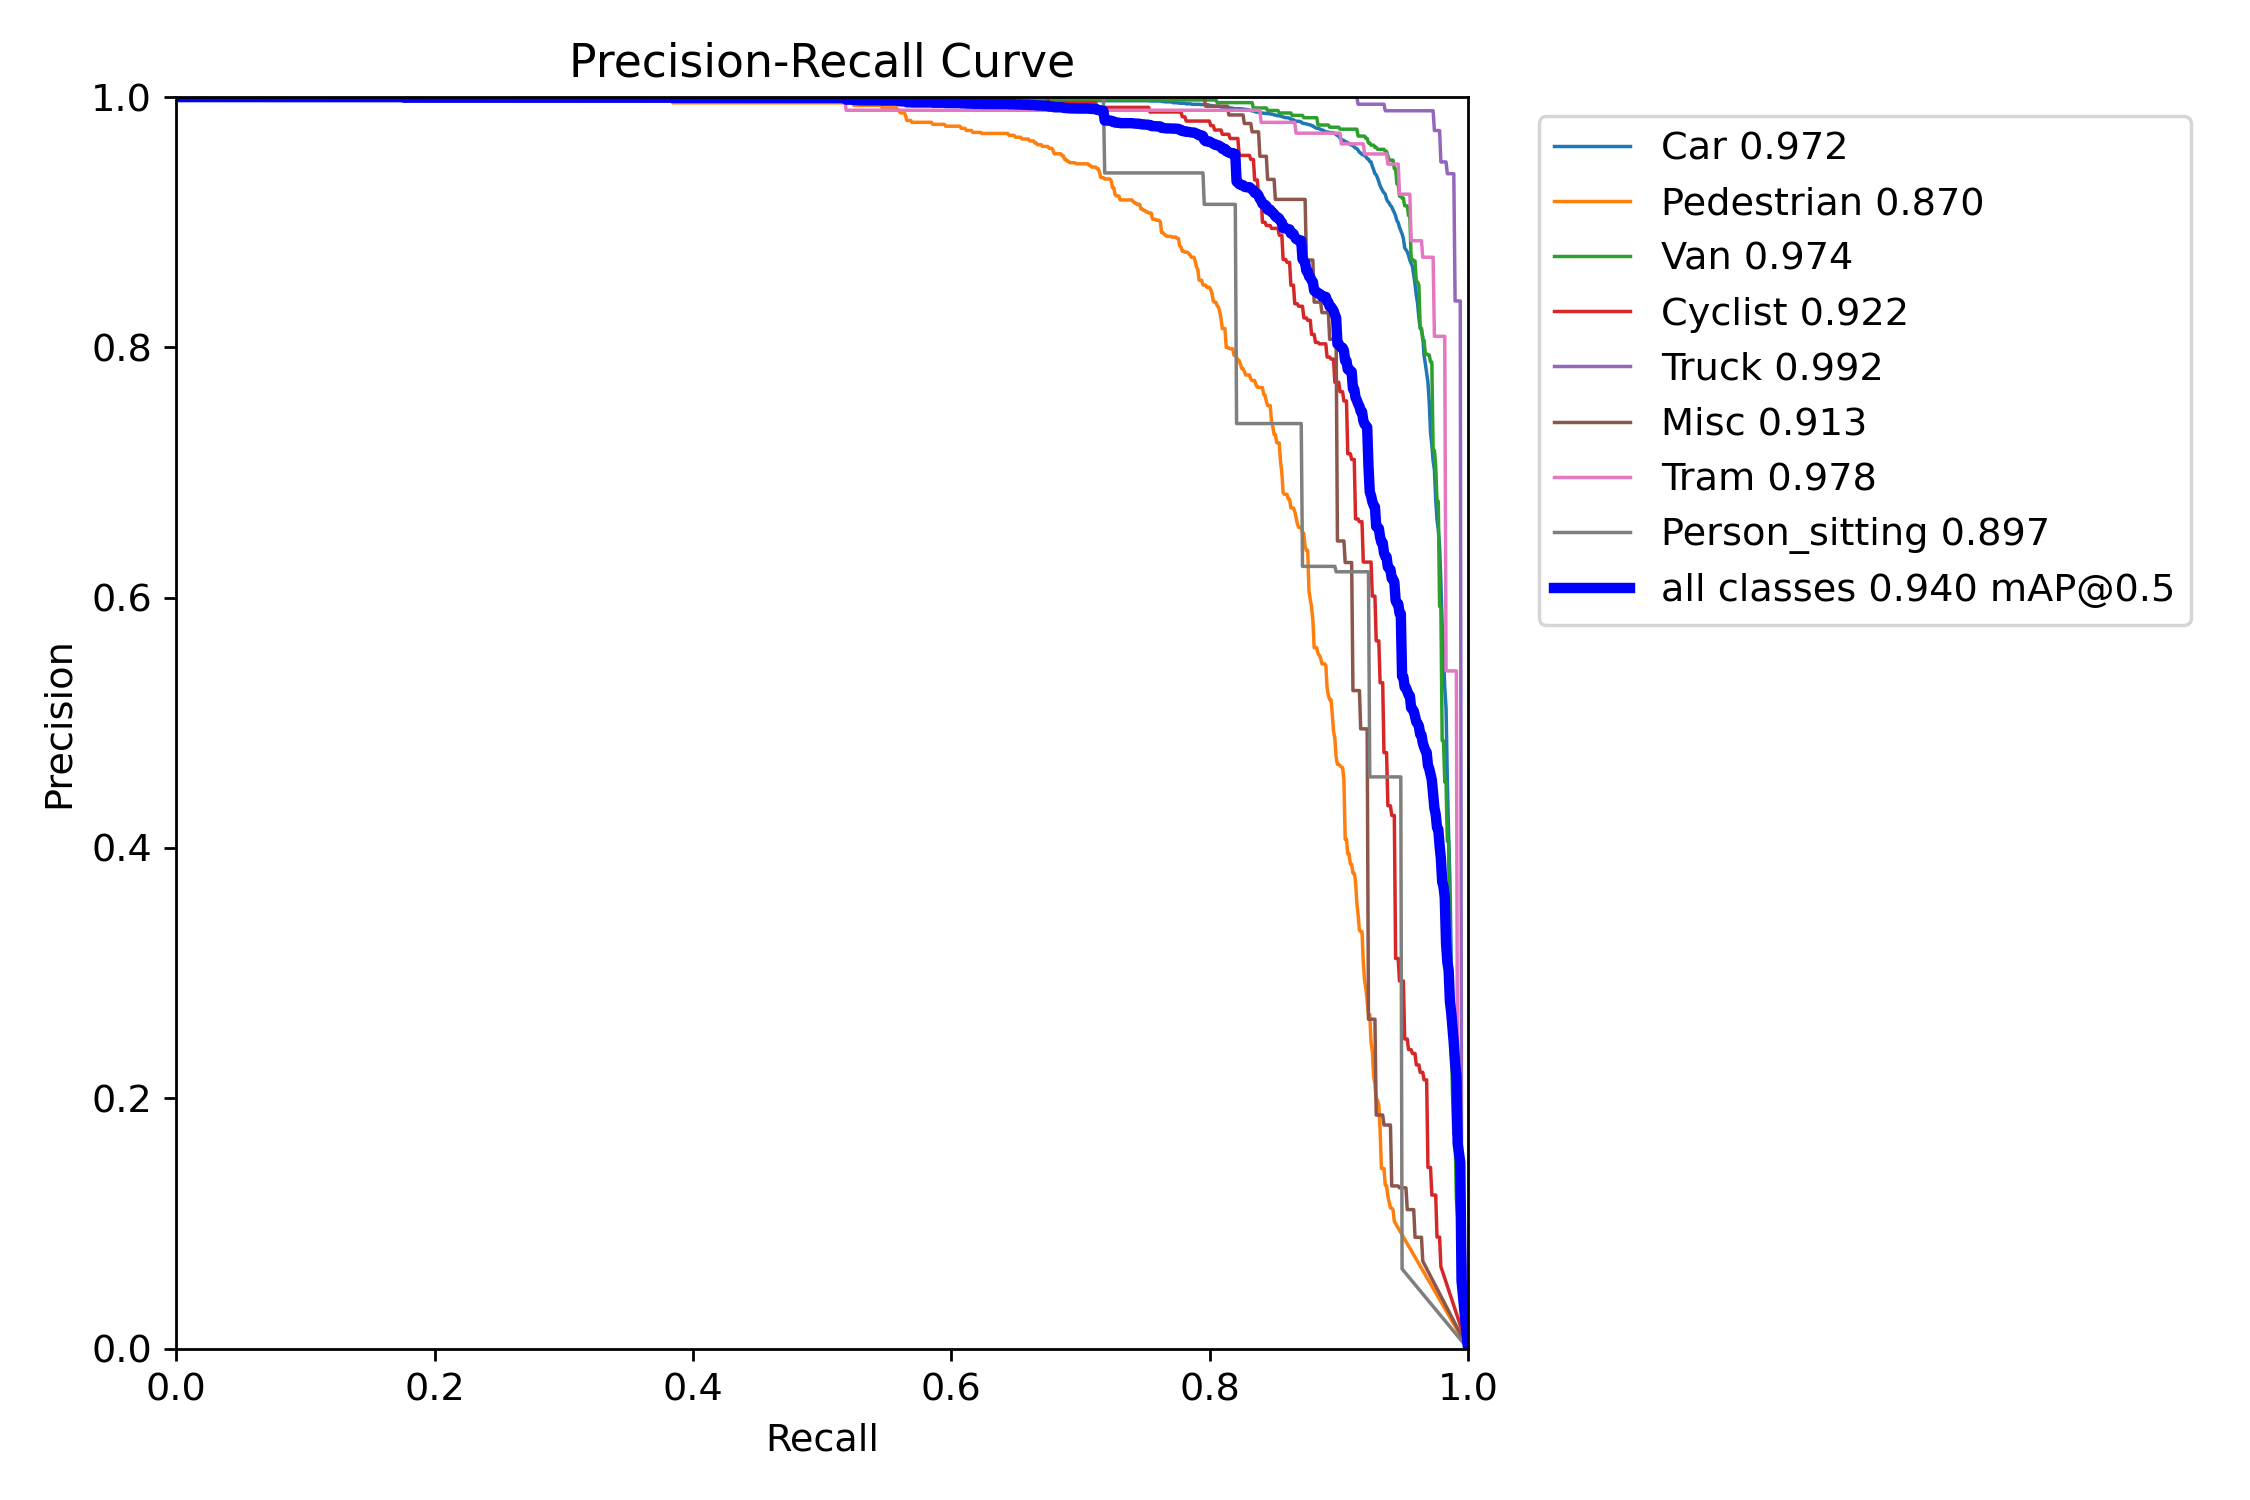 Precision-Recall Curve
1.0
0.8
0.6
0.4
0.2
0.0
Precision
0.0 0.2 0.4 0.6 0.8 1.0
Recall
Car 0.972
Pedestrian 0.870
Van 0.974
Cyclist 0.922
Truck 0.992
Misc 0.913
Tram 0.978
Person_sitting 0.897
all classes 0.940 mAP@0.5